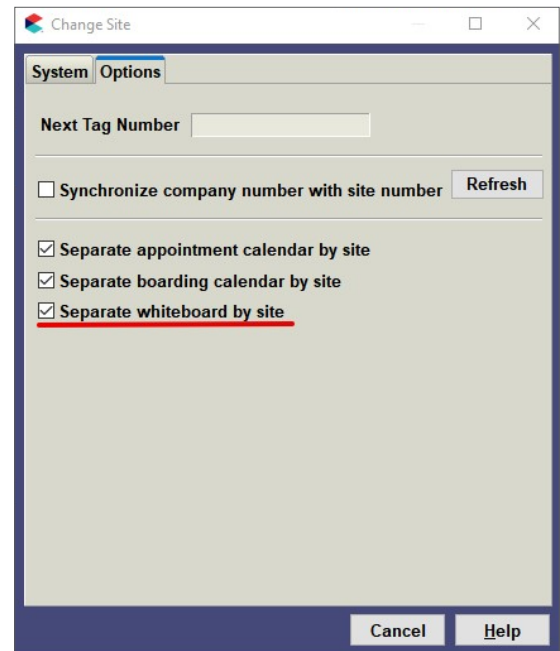 Change Site
System Options
Next Tag Number
Synchronize company number with site number Refresh
Separate appointment calendar by site
Separate boarding calendar by site
Separate whiteboard by site
Cancel Help